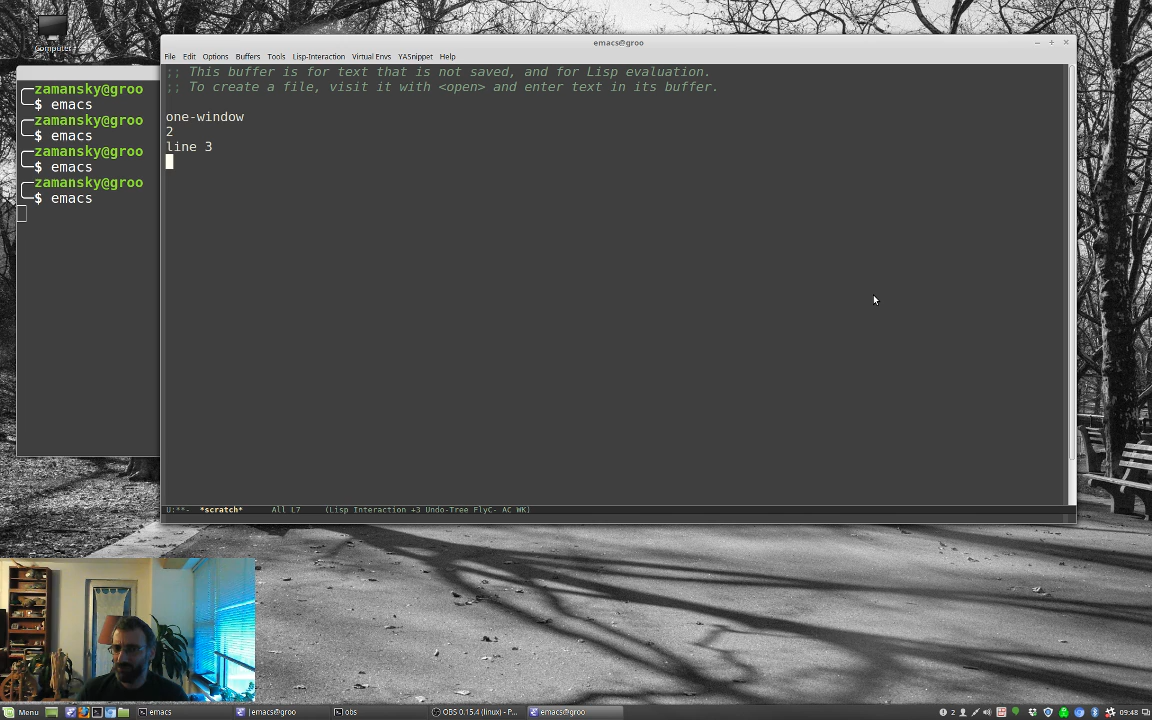 Computer
zamansky@groo
$ emacs
zamansky@groo
$ emacs
zamansky@groo
$ emacs
zamansky@groo
$ emacs
emacs@groo
File Edit Options Buffers Tools Lisp-Interaction Virtual Envs YASnippet Help
;; This buffer is for text that is not saved, and for Lisp evaluation.
;; To create a file, visit it with <open> and enter text in its buffer.
one-window
2
line 3
U:**- *scratch* All L7 (Lisp Interaction +3 Undo-Tree FlyC- AC WK)
Menu emacs [emacs@groo obs OBS 0.15.4 (linux) - P... emacs@groo 2 09:48